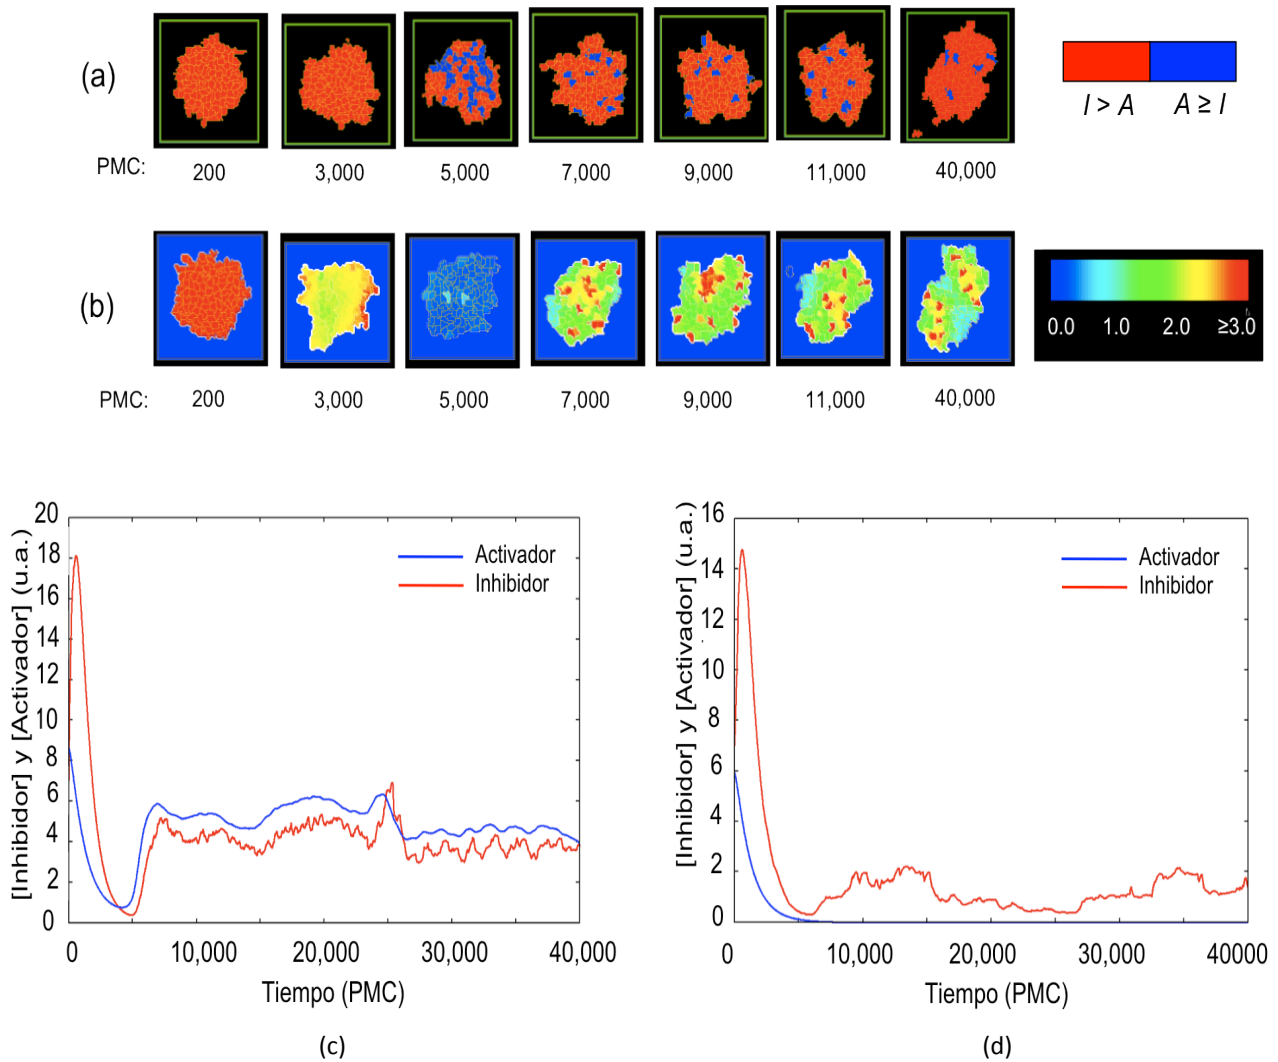 (a)
I > A A ≥ I
PMC: 200 3,000 5,000 7,000 9,000 11,000 40,000
(b)
0.0 1.0 2.0 ≥3.0
PMC: 200 3,000 5,000 7,000 9,000 11,000 40,000
[Inhibidor] y [Activador] (u.a.)
20
18
16
14
12
10
8
6
4
2
0
Activador
Inhibidor
0 10,000 20,000 30,000 40,000
Tiempo (PMC)
(c)
[Inhibidor] y [Activador] (u.a.)
16
14
12
10
8
6
4
2
0
Activador
Inhibidor
0 10,000 20,000 30,000 40000
Tiempo (PMC)
(d)